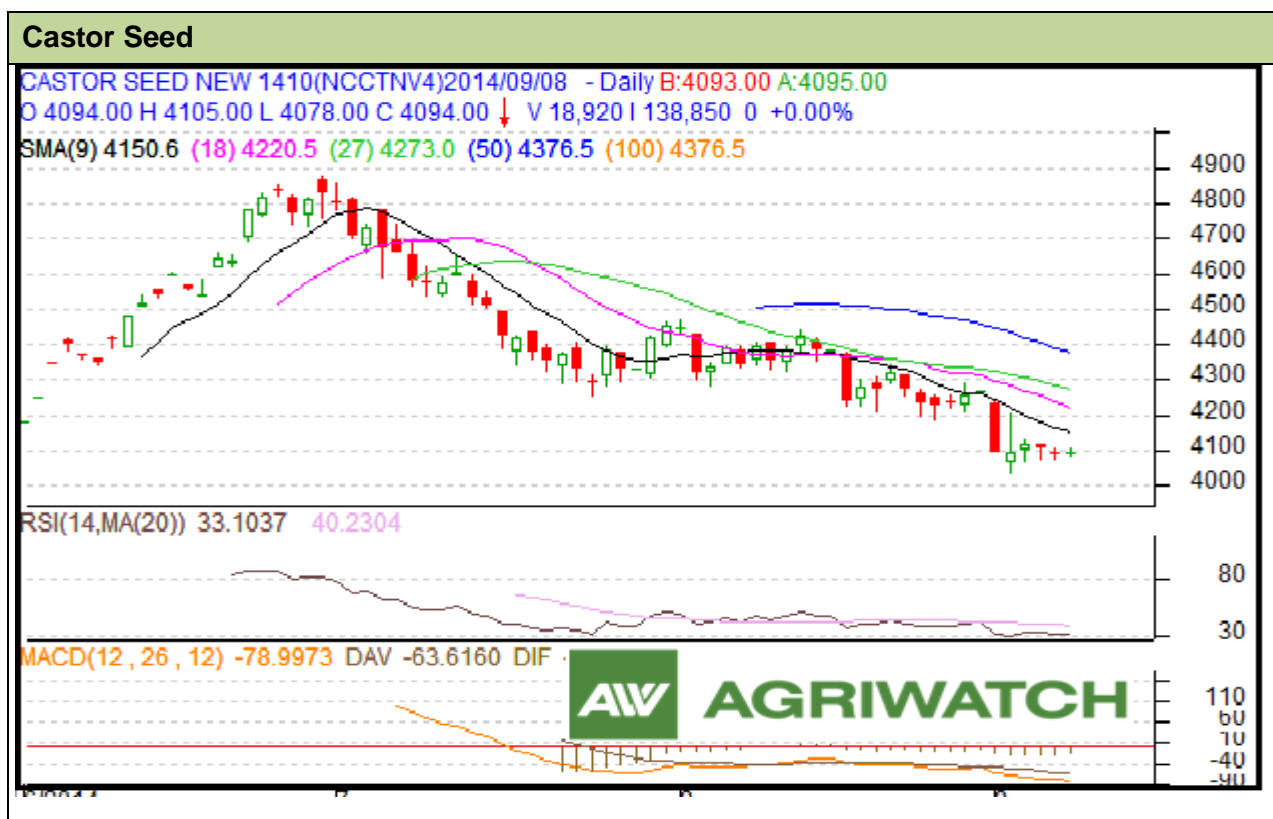 Castor Seed
CASTOR SEED NEW 1410(NCCTNV4)2014/09/08 - Daily B:4093.00 A:4095.00
O 4094.00 H 4105.00 L 4078.00 C 4094.00 ↓ V 18,920 I 138,850 0 +0.00%
SMA(9) 4150.6 (18) 4220.5 (27) 4273.0 (50) 4376.5 (100) 4376.5
4900
4800
4700
4600
4500
4400
4300
4200
4100
4000
RSI(14,MA(20)) 33.1037 40.2304
80
30
MACD(12 , 26 , 12) -78.9973 DAV -63.6160 DIF
AW AGRIWATCH
110
60
10
-40
-90